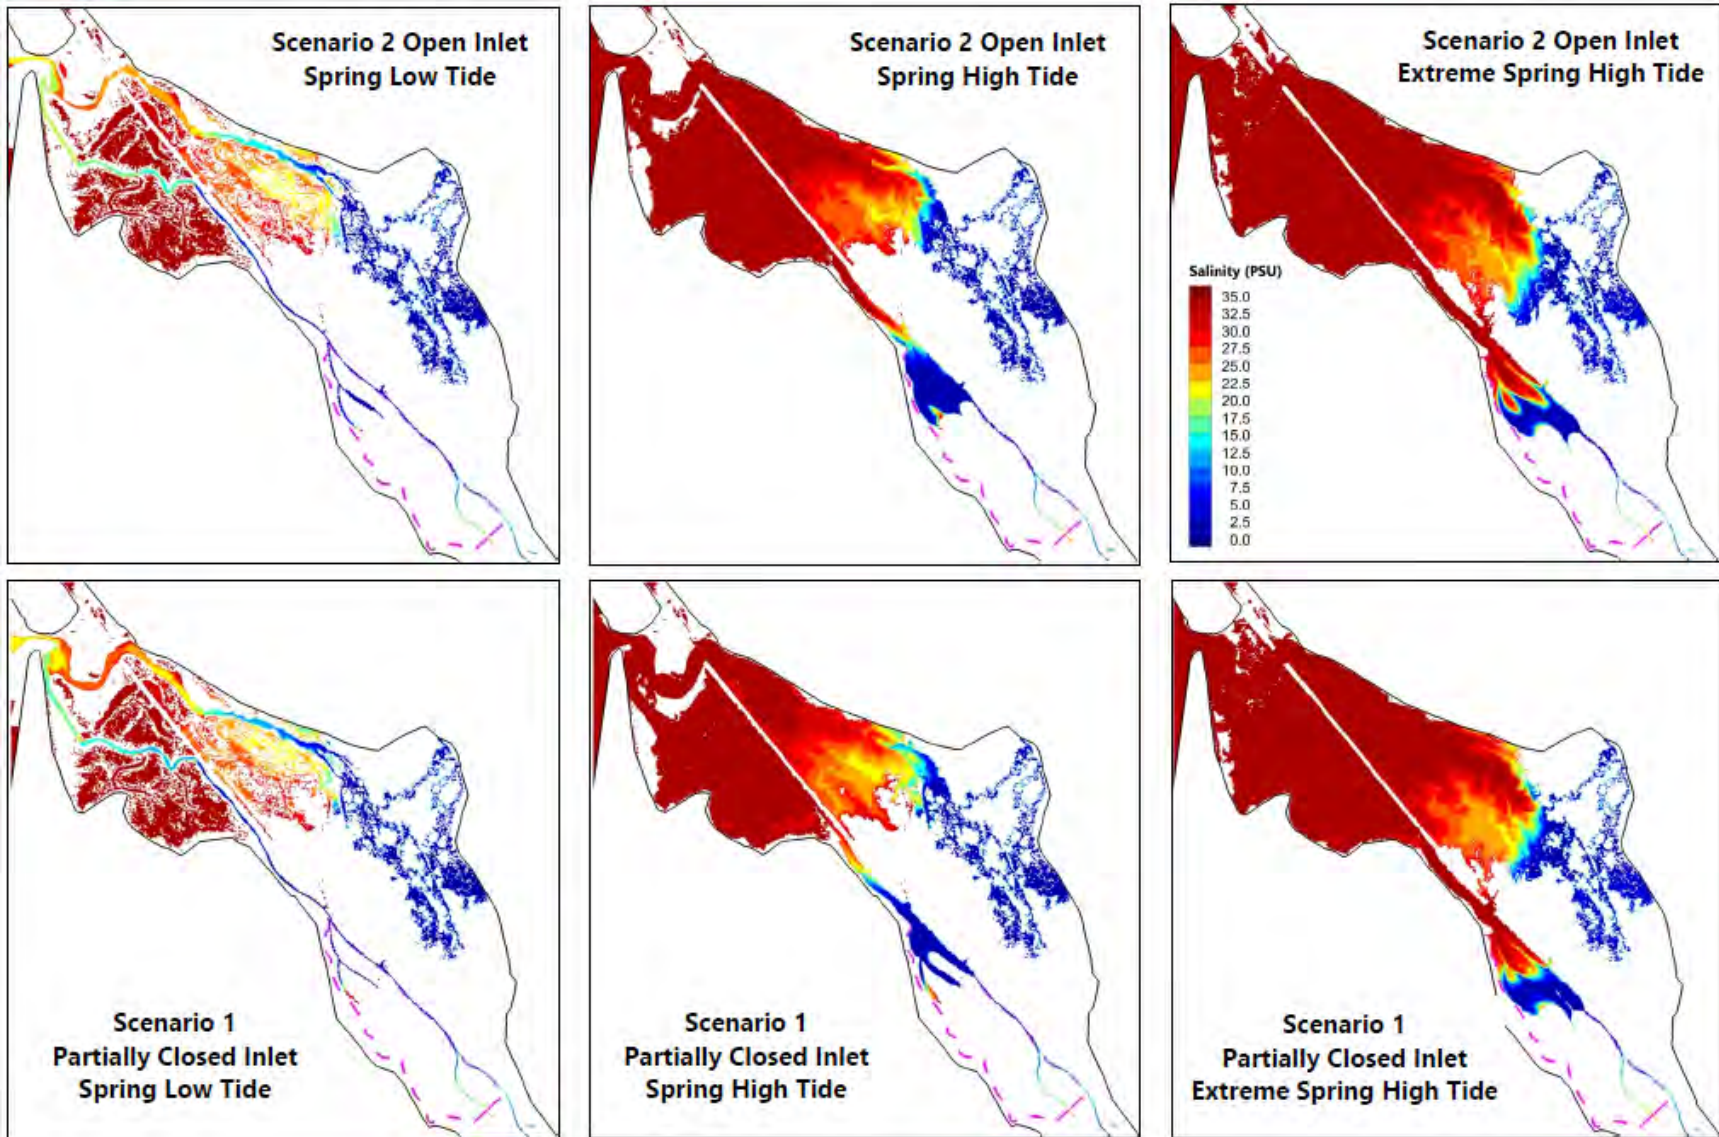 Scenario 2 Open Inlet
Spring Low Tide
Scenario 2 Open Inlet
Spring High Tide
Scenario 2 Open Inlet
Extreme Spring High Tide
Salinity (PSU)
35.0
32.5
30.0
27.5
25.0
22.5
20.0
17.5
15.0
12.5
10.0
7.5
5.0
2.5
0.0
Scenario 1
Partially Closed Inlet
Spring Low Tide
Scenario 1
Partially Closed Inlet
Spring High Tide
Scenario 1
Partially Closed Inlet
Extreme Spring High Tide